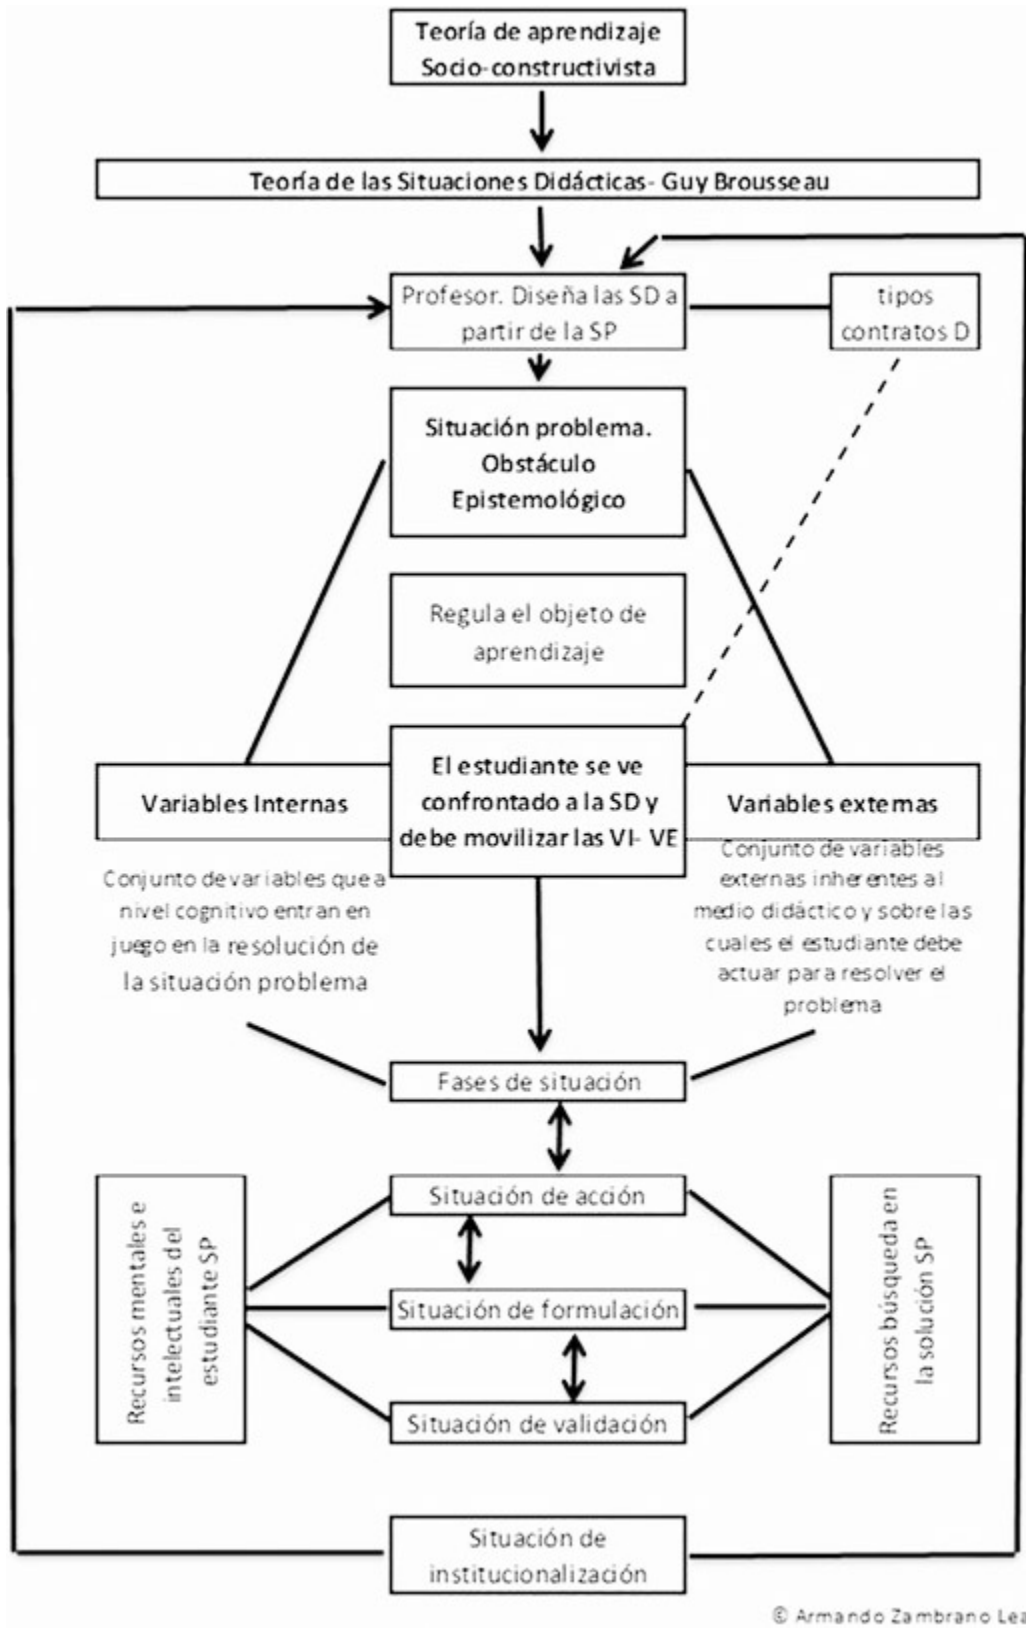 Teoría de aprendizaje
Socio-constructivista
Teoría de las Situaciones Didácticas- Guy Brousseau
Profesor. Diseña las SD a
partir de la SP
tipos
contratos D
Situación problema.
Obstáculo
Epistemológico
Regula el objeto de
aprendizaje
Variables Internas
El estudiante se ve
confrontado a la SD y
debe movilizar las VI- VE
Variables externas
Conjunto de variables que a
nivel cognitivo entran en
juego en la resolución de
la situación problema
Conjunto de variables
externas inherentes al
medio didáctico y sobre las
cuales el estudiante debe
actuar para resolver el
problema
Fases de situación
Recursos mentales e
intelectuales del
estudiante SP
Situación de acción
Situación de formulación
Situación de validación
Recursos búsqueda en
la solución SP
Situación de
institucionalización
© Armando Zambrano Lea